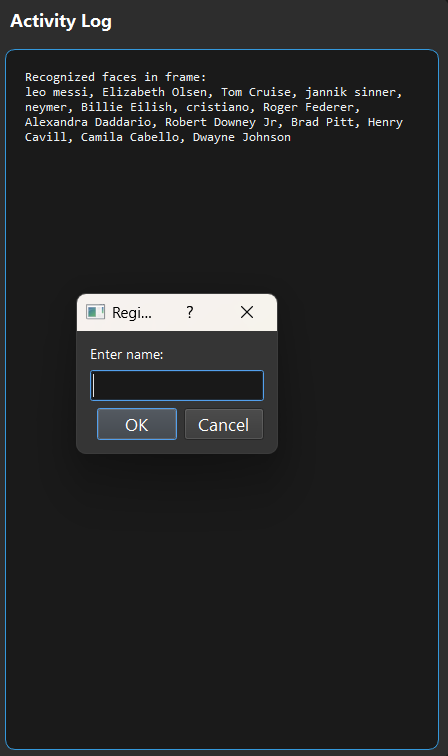 Activity Log
Recognized faces in frame:
leo messi, Elizabeth Olsen, Tom Cruise, jannik sinner,
neymer, Billie Eilish, cristiano, Roger Federer,
Alexandra Daddario, Robert Downey Jr, Brad Pitt, Henry
Cavill, Camila Cabello, Dwayne Johnson
Regi... ?
Enter name:
OK Cancel